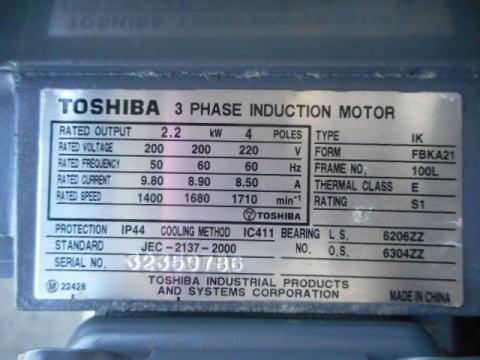 TOSHIBA 3 PHASE INDUCTION MOTOR
RATED OUTPUT 2.2 kW 4 POLES
RATED VOLTAGE 200 200 220 V
RATED FREQUENCY 50 60 60 Hz
RATED CURRENT 9.80 8.90 8.50 A
RATED SPEED 1400 1680 1710 min⁻¹
TOSHIBA
TYPE IK
FORM FBKA21
FRAME NO. 100L
THERMAL CLASS E
RATING S1
PROTECTION IP44 COOLING METHOD IC411
STANDARD JEC-2137-2000
SERIAL NO. 32359786
BEARING L.S. 6206ZZ
NO. O.S. 6304ZZ
TOSHIBA INDUSTRIAL PRODUCTS
AND SYSTEMS CORPORATION
M 22428
MADE IN CHINA